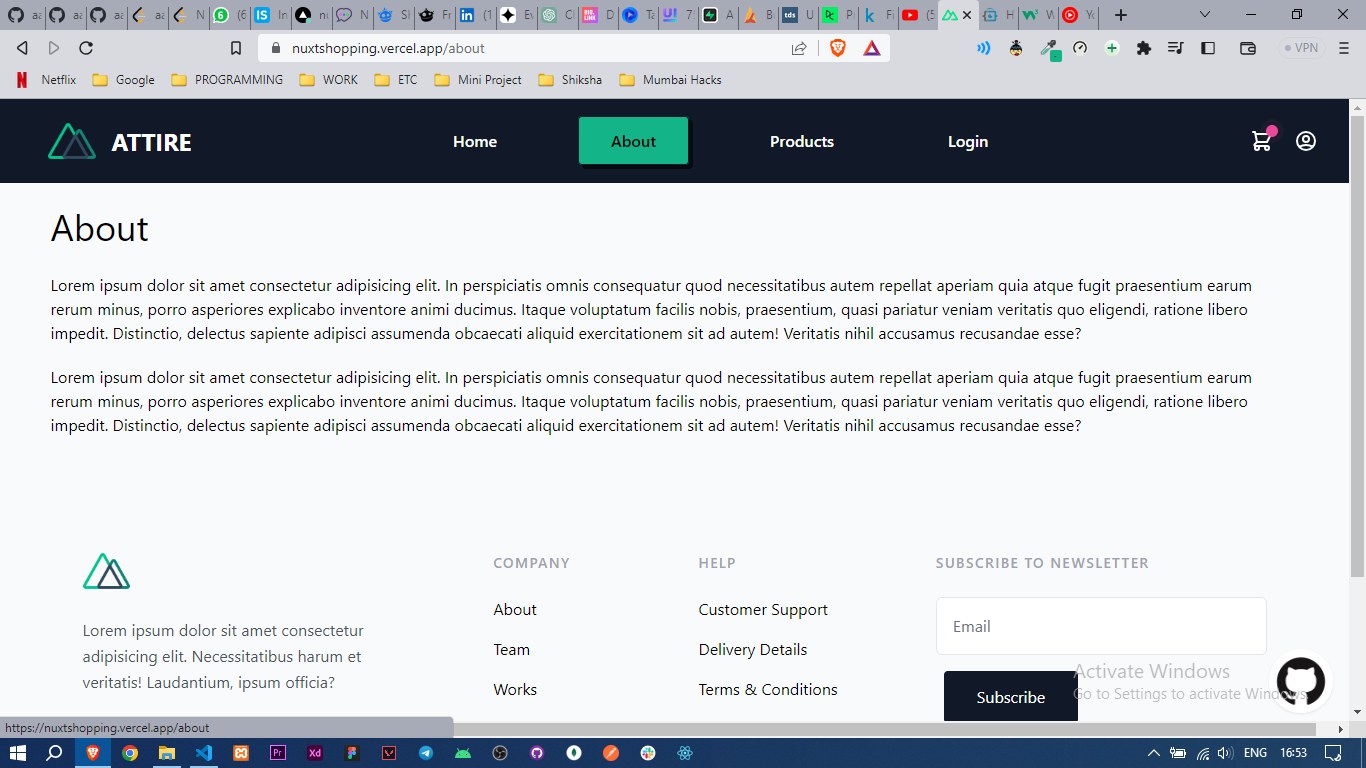 nuxtshopping.vercel.app/about
VPN
Netflix
Google
PROGRAMMING
WORK
ETC
Mini Project
Shiksha
Mumbai Hacks
ATTIRE
Home
About
Products
Login
About
Lorem ipsum dolor sit amet consectetur adipisicing elit. In perspiciatis omnis consequatur quod necessitatibus autem repellat aperiam quia atque fugit praesentium earum
rerum minus, porro asperiores explicabo inventore animi ducimus. Itaque voluptatum facilis nobis, praesentium, quasi pariatur veniam veritatis quo eligendi, ratione libero
impedit. Distinctio, delectus sapiente adipisci assumenda obcaecati aliquid exercitationem sit ad autem! Veritatis nihil accusamus recusandae esse?
Lorem ipsum dolor sit amet consectetur adipisicing elit. In perspiciatis omnis consequatur quod necessitatibus autem repellat aperiam quia atque fugit praesentium earum
rerum minus, porro asperiores explicabo inventore animi ducimus. Itaque voluptatum facilis nobis, praesentium, quasi pariatur veniam veritatis quo eligendi, ratione libero
impedit. Distinctio, delectus sapiente adipisci assumenda obcaecati aliquid exercitationem sit ad autem! Veritatis nihil accusamus recusandae esse?
Lorem ipsum dolor sit amet consectetur
adipisicing elit. Necessitatibus harum et
veritatis! Laudantium, ipsum officia?
COMPANY
About
Team
Works
HELP
Customer Support
Delivery Details
Terms & Conditions
SUBSCRIBE TO NEWSLETTER
Email
Subscribe
Activate Windows
Go to Settings to activate Windows.
https://nuxtshopping.vercel.app/about
ENG
16:53